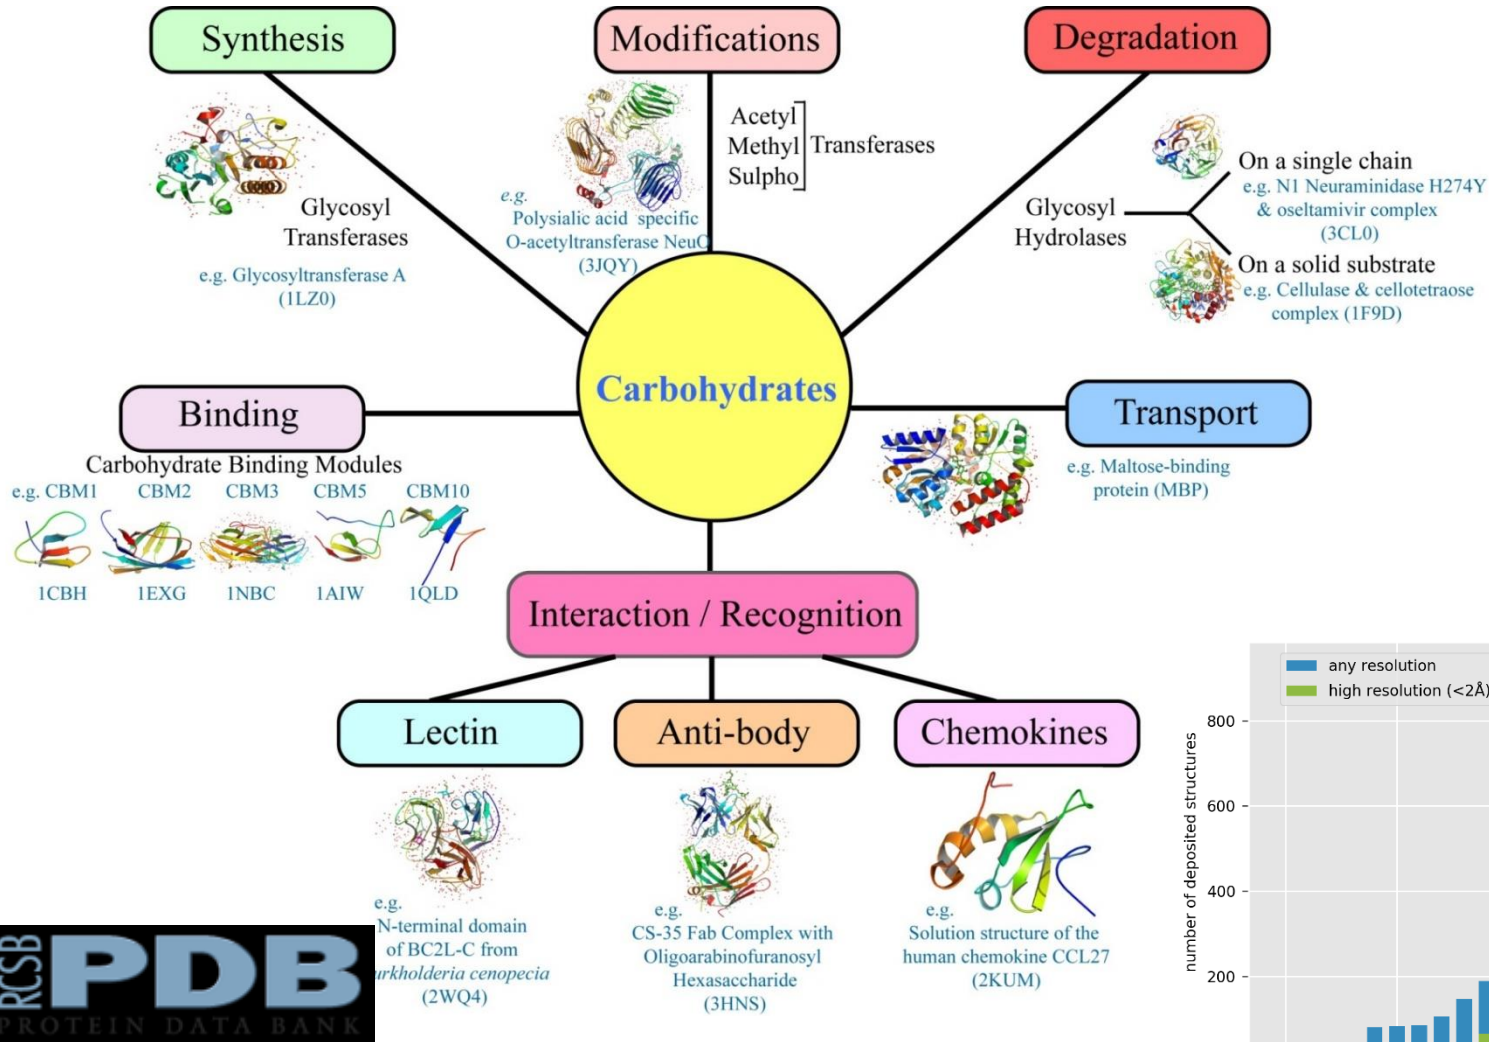 Synthesis
Modifications
Degradation
Acetyl
Methyl
Sulpho
Transferases
Glycosyl
Transferases
e.g. Glycosyltransferase A
(1LZ0)
e.g.
Polysialic acid specific
O-acetyltransferase NeuO
(3JQY)
Glycosyl
Hydrolases
On a single chain
e.g. N1 Neuraminidase H274Y
& oseltamivir complex
(3CL0)
On a solid substrate
e.g. Cellulase & cellotetraose
complex (1F9D)
Carbohydrates
Binding
Carbohydrate Binding Modules
e.g. CBM1 CBM2 CBM3 CBM5 CBM10
1CBH 1EXG 1NBC 1AIW 1QLD
Transport
e.g. Maltose-binding
protein (MBP)
Interaction / Recognition
Lectin
Anti-body
Chemokines
e.g.
N-terminal domain
of BC2L-C from
urkholderia cenopecia
(2WQ4)
e.g.
CS-35 Fab Complex with
Oligoarabinofuranosyl
Hexasaccharide
(3HNS)
e.g.
Solution structure of the
human chemokine CCL27
(2KUM)
any resolution
high resolution (<2Å)
number of deposited structures
800
600
400
200
RCSB
PDB
PROTEIN DATA BANK